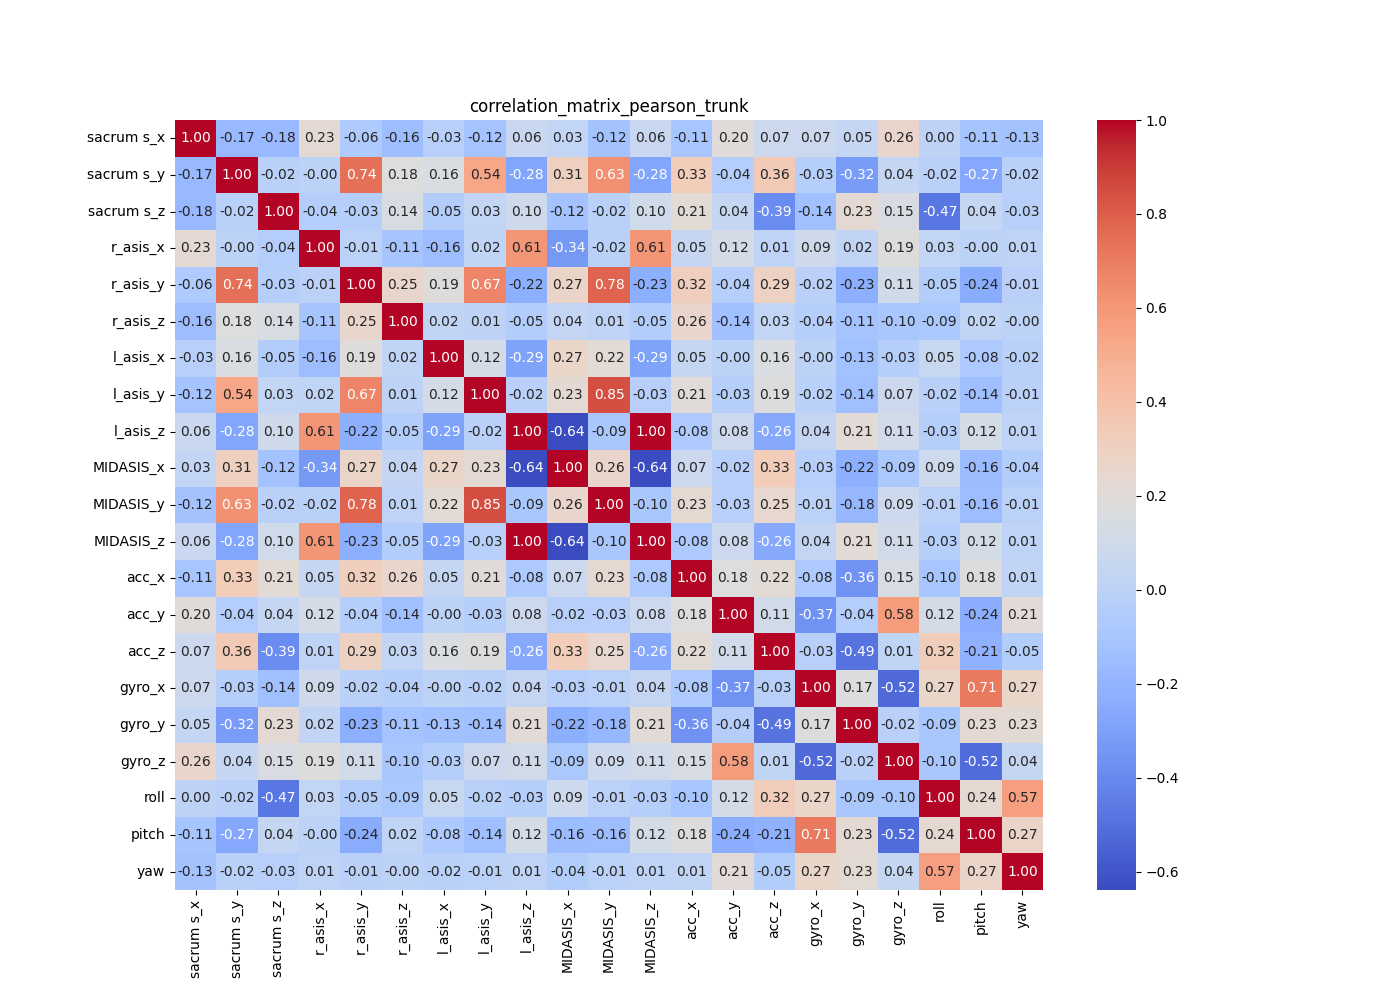 correlation_matrix_pearson_trunk
sacrum s_x 1.00 -0.17 -0.18 0.23 -0.06 -0.16 -0.03 -0.12 0.06 0.03 -0.12 0.06 -0.11 0.20 0.07 0.07 0.05 0.26 0.00 -0.11 -0.13
sacrum s_y -0.17 1.00 -0.02 -0.00 0.74 0.18 0.16 0.54 -0.28 0.31 0.63 -0.28 0.33 -0.04 0.36 -0.03 -0.32 0.04 -0.02 -0.27 -0.02
sacrum s_z -0.18 -0.02 1.00 -0.04 -0.03 0.14 -0.05 0.03 0.10 -0.12 -0.02 0.10 0.21 0.04 -0.39 -0.14 0.23 0.15 -0.47 0.04 -0.03
r_asis_x 0.23 -0.00 -0.04 1.00 -0.01 -0.11 -0.16 0.02 0.61 -0.34 -0.02 0.61 0.05 0.12 0.01 0.09 0.02 0.19 0.03 -0.00 0.01
r_asis_y -0.06 0.74 -0.03 -0.01 1.00 0.25 0.19 0.67 -0.22 0.27 0.78 -0.23 0.32 -0.04 0.29 -0.02 -0.23 0.11 -0.05 -0.24 -0.01
r_asis_z -0.16 0.18 0.14 -0.11 0.25 1.00 0.02 0.01 -0.05 0.04 0.01 -0.05 0.26 -0.14 0.03 -0.04 -0.11 -0.10 -0.09 0.02 -0.00
l_asis_x -0.03 0.16 -0.05 -0.16 0.19 0.02 1.00 0.12 -0.29 0.27 0.22 -0.29 0.05 -0.00 0.16 -0.00 -0.13 -0.03 0.05 -0.08 -0.02
l_asis_y -0.12 0.54 0.03 0.02 0.67 0.01 0.12 1.00 -0.02 0.23 0.85 -0.03 0.21 -0.03 0.19 -0.02 -0.14 0.07 -0.02 -0.14 -0.01
l_asis_z 0.06 -0.28 0.10 0.61 -0.22 -0.05 -0.29 -0.02 1.00 -0.64 -0.09 1.00 -0.08 0.08 -0.26 0.04 0.21 0.11 -0.03 0.12 0.01
MIDASIS_x 0.03 0.31 -0.12 -0.34 0.27 0.04 0.27 0.23 -0.64 1.00 0.26 -0.64 0.07 -0.02 0.33 -0.03 -0.22 -0.09 0.09 -0.16 -0.04
MIDASIS_y -0.12 0.63 -0.02 -0.02 0.78 0.01 0.22 0.85 -0.09 0.26 1.00 -0.10 0.23 -0.03 0.25 -0.01 -0.18 0.09 -0.01 -0.16 -0.01
MIDASIS_z 0.06 -0.28 0.10 0.61 -0.23 -0.05 -0.29 -0.03 1.00 -0.64 -0.10 1.00 -0.08 0.08 -0.26 0.04 0.21 0.11 -0.03 0.12 0.01
acc_x -0.11 0.33 0.21 0.05 0.32 0.26 0.05 0.21 -0.08 0.07 0.23 -0.08 1.00 0.18 0.22 -0.08 -0.36 0.15 -0.10 0.18 0.01
acc_y 0.20 -0.04 0.04 0.12 -0.04 -0.14 -0.00 -0.03 0.08 -0.02 -0.03 0.08 0.18 1.00 0.11 -0.37 -0.04 0.58 0.12 -0.24 0.21
acc_z 0.07 0.36 -0.39 0.01 0.29 0.03 0.16 0.19 -0.26 0.33 0.25 -0.26 0.22 0.11 1.00 -0.03 -0.49 0.01 0.32 -0.21 -0.05
gyro_x 0.07 -0.03 -0.14 0.09 -0.02 -0.04 -0.00 -0.02 0.04 -0.03 -0.01 0.04 -0.08 -0.37 -0.03 1.00 0.17 -0.52 0.27 0.71 0.27
gyro_y 0.05 -0.32 0.23 0.02 -0.23 -0.11 -0.13 -0.14 0.21 -0.22 -0.18 0.21 -0.36 -0.04 -0.49 0.17 1.00 -0.02 -0.09 0.23 0.23
gyro_z 0.26 0.04 0.15 0.19 0.11 -0.10 -0.03 0.07 0.11 -0.09 0.09 0.11 0.15 0.58 0.01 -0.52 -0.02 1.00 -0.10 -0.52 0.04
roll 0.00 -0.02 -0.47 0.03 -0.05 -0.09 0.05 -0.02 -0.03 0.09 -0.01 -0.03 -0.10 0.12 0.32 0.27 -0.09 -0.10 1.00 0.24 0.57
pitch -0.11 -0.27 0.04 -0.00 -0.24 0.02 -0.08 -0.14 0.12 -0.16 -0.16 0.12 0.18 -0.24 -0.21 0.71 0.23 -0.52 0.24 1.00 0.27
yaw -0.13 -0.02 -0.03 0.01 -0.01 -0.00 -0.02 -0.01 0.01 -0.04 -0.01 0.01 0.01 0.21 -0.05 0.27 0.23 0.04 0.57 0.27 1.00
sacrum s_x sacrum s_y sacrum s_z r_asis_x r_asis_y r_asis_z l_asis_x l_asis_y l_asis_z MIDASIS_x MIDASIS_y MIDASIS_z acc_x acc_y acc_z gyro_x gyro_y gyro_z roll pitch yaw
1.0
0.8
0.6
0.4
0.2
0.0
−0.2
−0.4
−0.6